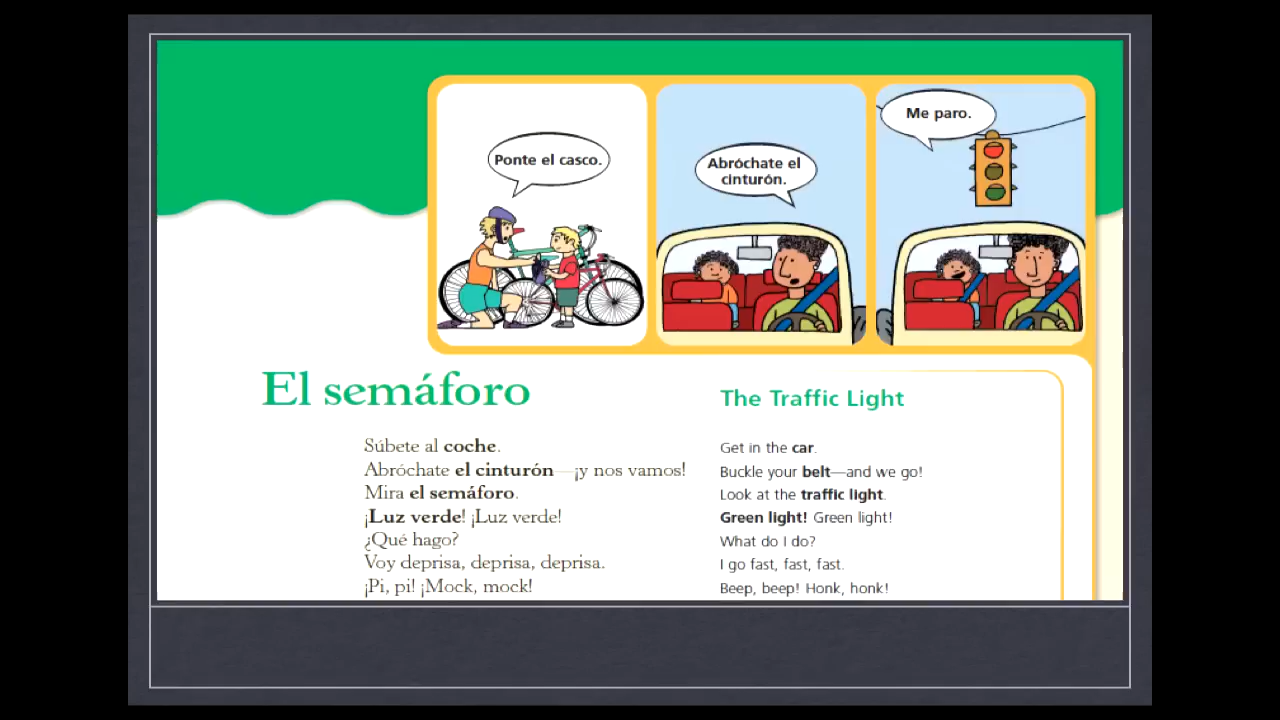 Ponte el casco.
Abróchate el
cinturón.
Me paro.
El semáforo
Súbete al coche.
Abróchate el cinturón—¡y nos vamos!
Mira el semáforo.
¡Luz verde! ¡Luz verde!
¿Qué hago?
Voy deprisa, deprisa, deprisa.
¡Pi, pi! ¡Mock, mock!
The Traffic Light
Get in the car.
Buckle your belt—and we go!
Look at the traffic light.
Green light! Green light!
What do I do?
I go fast, fast, fast.
Beep, beep! Honk, honk!